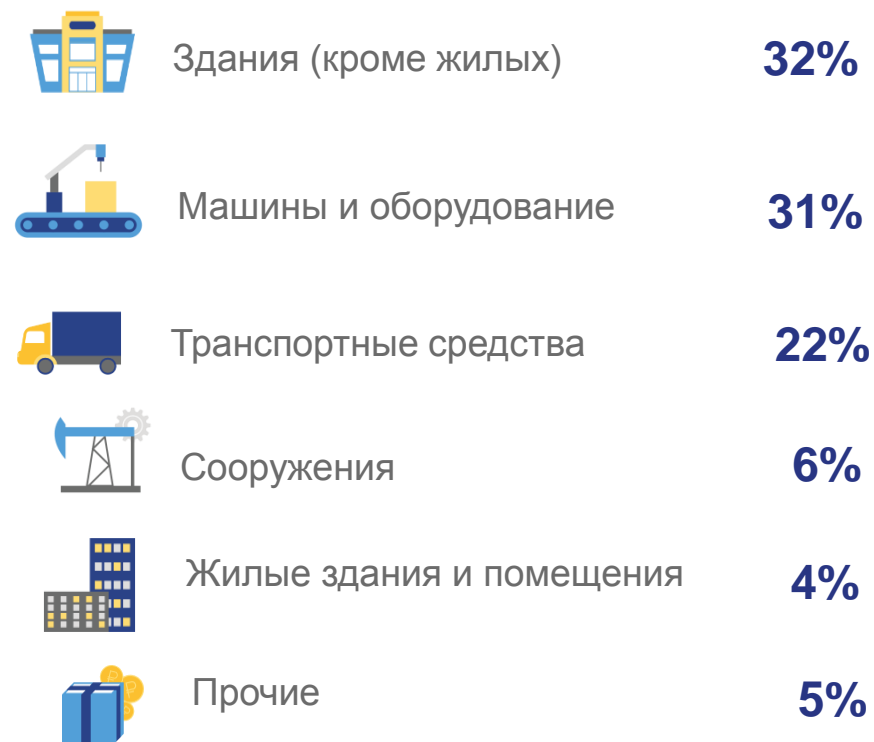 Здания (кроме жилых) 32%
Машины и оборудование 31%
Транспортные средства 22%
Сооружения 6%
Жилые здания и помещения 4%
Прочие 5%